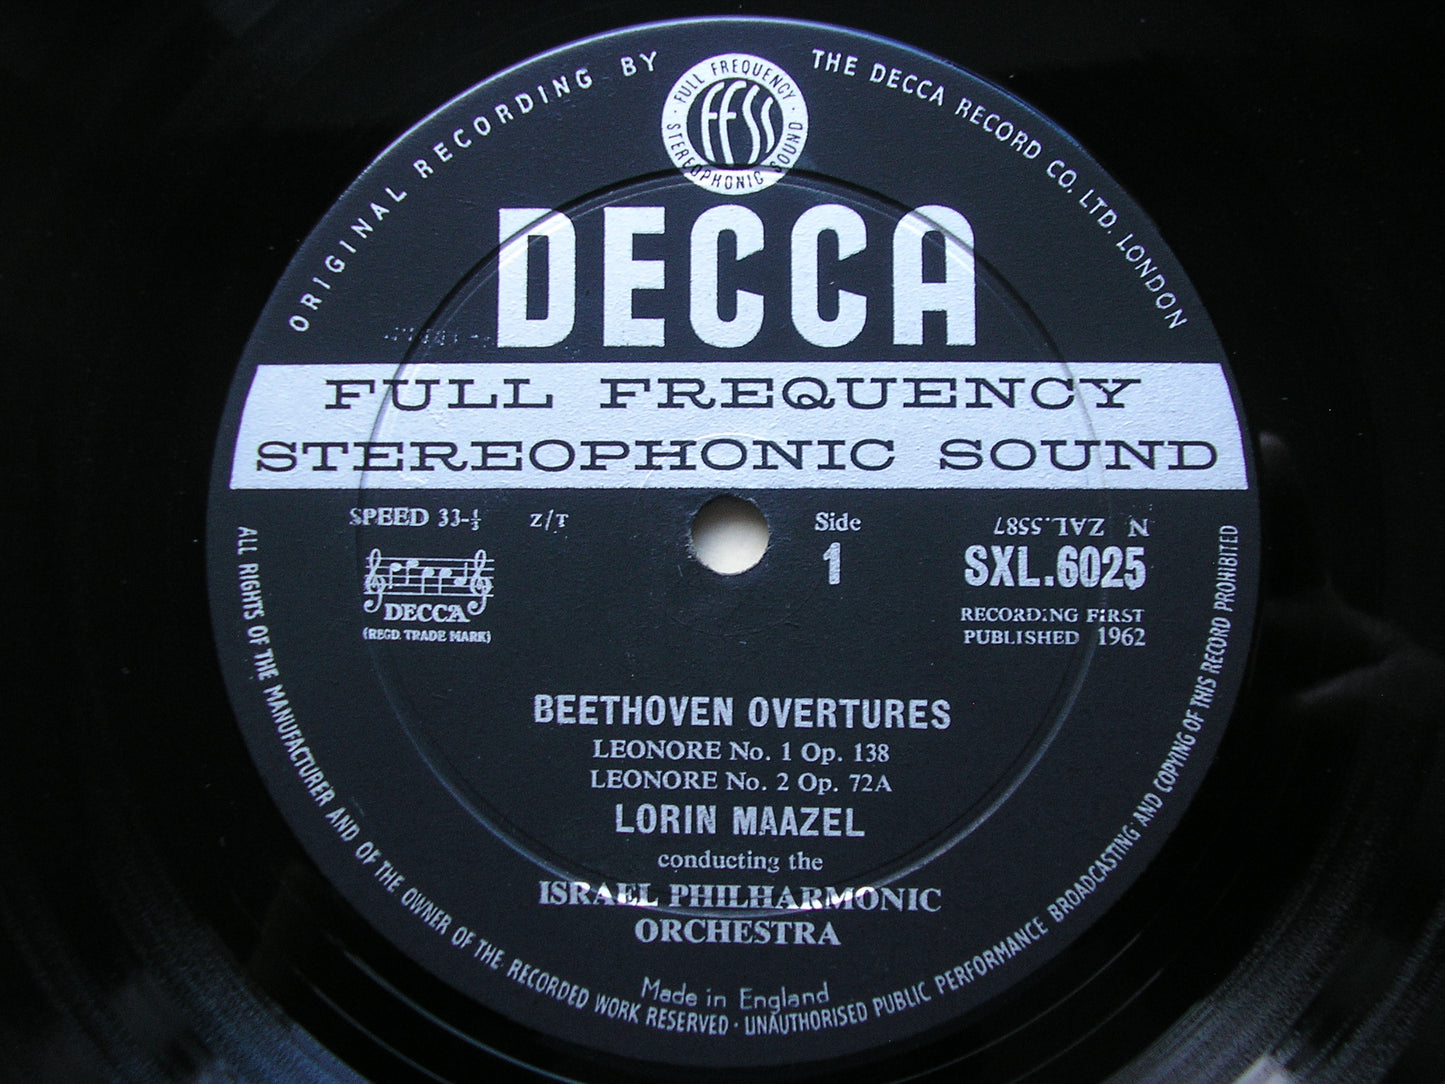 ORIGINAL RECORDING BY
THE DECCA RECORD CO. LTD. LONDON
· FULL FREQUENCY ·
STEREOPHONIC SOUND
FFSS
DECCA
FULL FREQUENCY
STEREOPHONIC SOUND
SPEED 33-⅓ Z/T
Side
1
N ZAL.5587
SXL.6025
RECORDING FIRST
PUBLISHED 1962
DECCA
(REGD. TRADE MARK)
BEETHOVEN OVERTURES
LEONORE No. 1 Op. 138
LEONORE No. 2 Op. 72A
LORIN MAAZEL
conducting the
ISRAEL PHILHARMONIC
ORCHESTRA
Made in England
ALL RIGHTS OF THE MANUFACTURER AND OF THE OWNER OF THE RECORDED WORK RESERVED · UNAUTHORISED PUBLIC PERFORMANCE BROADCASTING AND COPYING OF THIS RECORD PROHIBITED